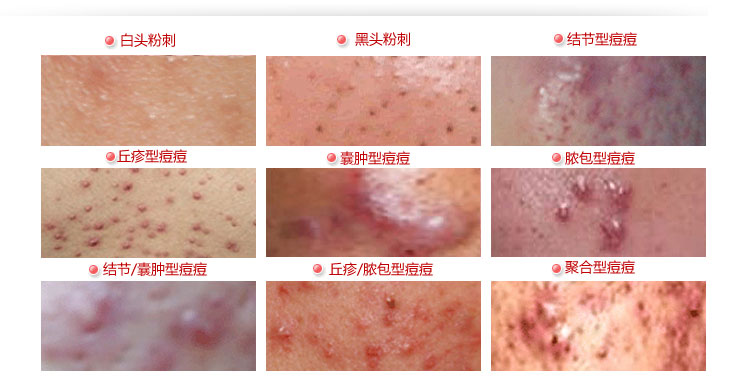 白头粉刺
黑头粉刺
结节型痘痘
丘疹型痘痘
囊肿型痘痘
脓包型痘痘
结节/囊肿型痘痘
丘疹/脓包型痘痘
聚合型痘痘